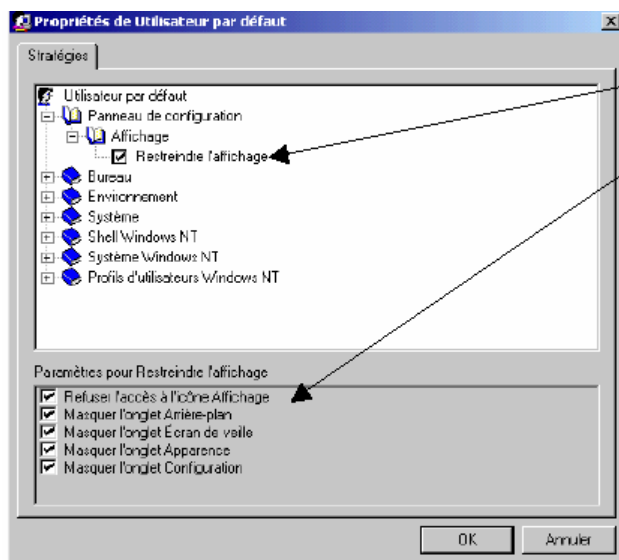 Propriétés de Utilisateur par défaut
Stratégies
Utilisateur par défaut
Panneau de configuration
Affichage
Restreindre l'affichage
Bureau
Environnement
Système
Shell Windows NT
Système Windows NT
Profils d'utilisateurs Windows NT
Paramètres pour Restreindre l'affichage
Refuser l'accès à l'icône Affichage
Masquer l'onglet Arrière-plan
Masquer l'onglet Écran de veille
Masquer l'onglet Apparence
Masquer l'onglet Configuration
OK Annuler